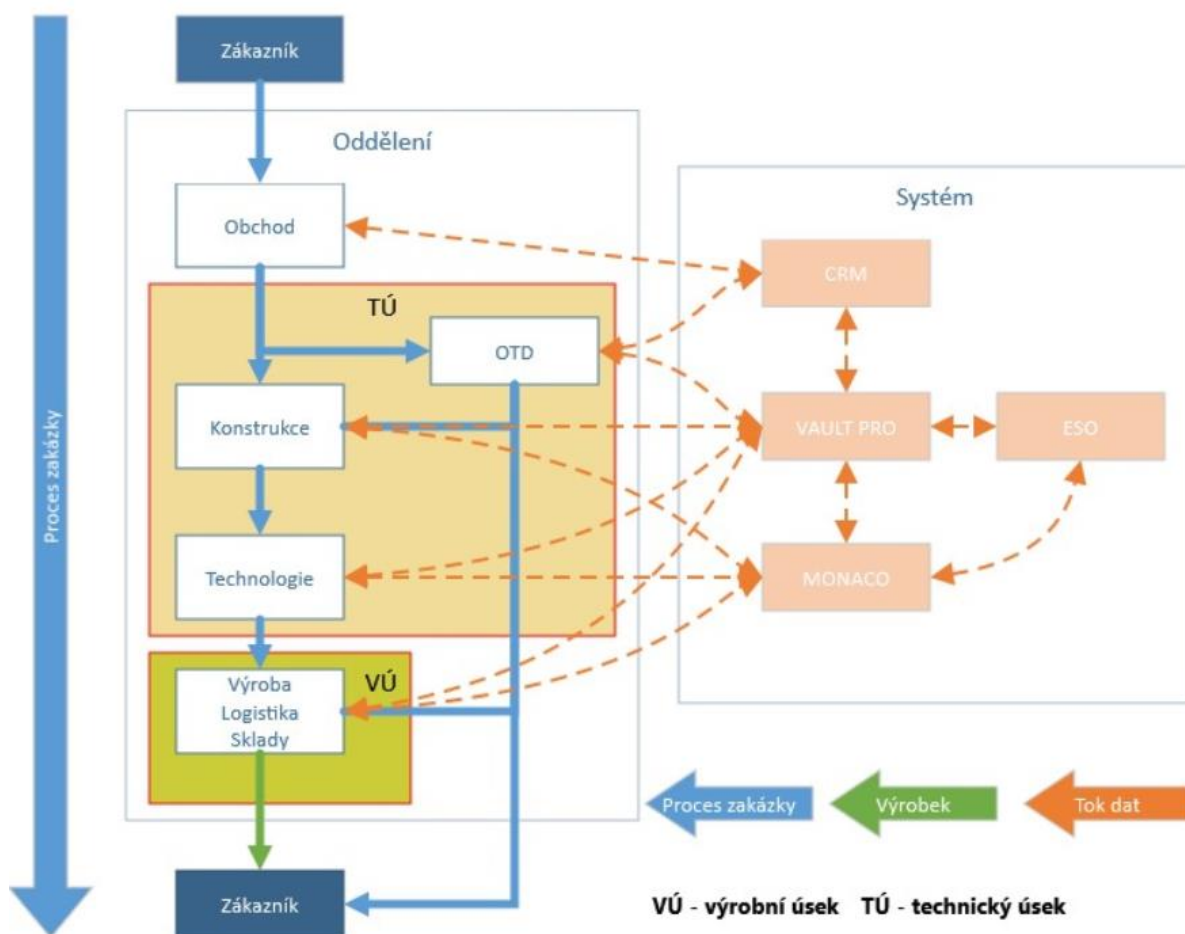 Zákazník
Oddělení
Systém
Obchod
CRM
TÚ
OTD
Konstrukce
VAULT PRO
ESO
Technologie
MONACO
Proces zakázky
VÚ
Výroba
Logistika
Sklady
Proces zakázky
Výrobek
Tok dat
Zákazník
VÚ - výrobní úsek TÚ - technický úsek